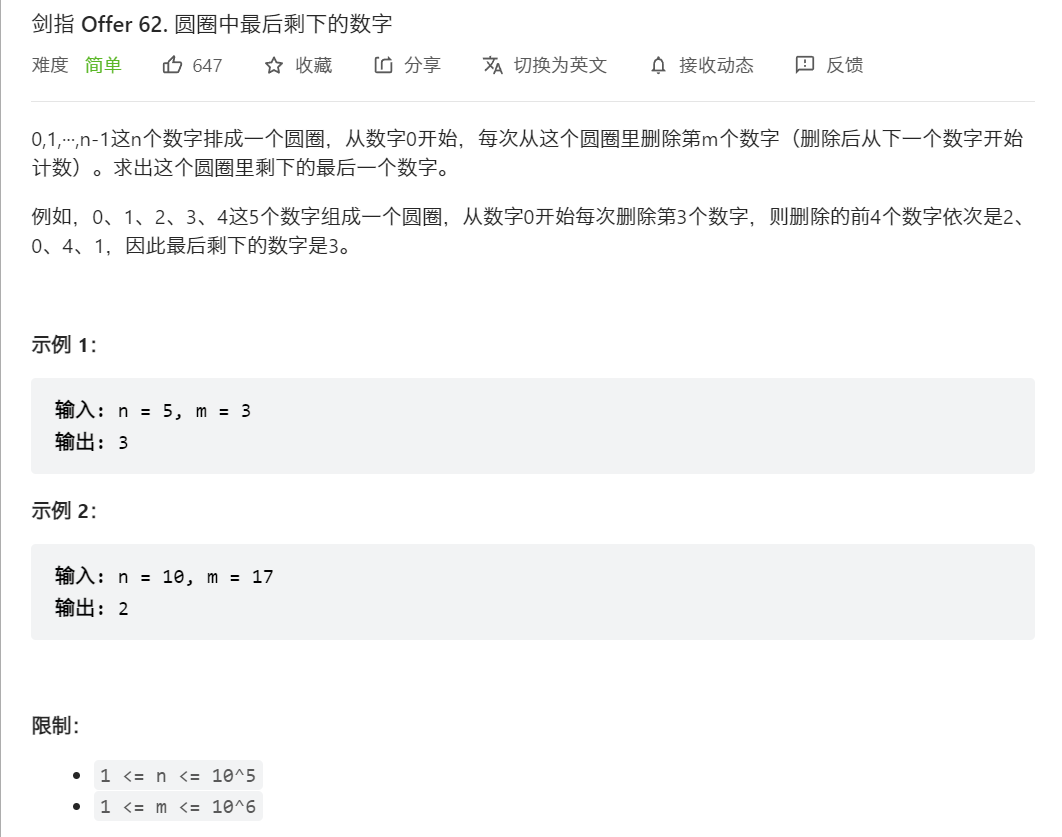 剑指 Offer 62. 圆圈中最后剩下的数字
难度 简单 647 收藏 分享 切换为英文 接收动态 反馈
0,1,···,n-1这n个数字排成一个圆圈，从数字0开始，每次从这个圆圈里删除第m个数字（删除后从下一个数字开始
计数）。求出这个圆圈里剩下的最后一个数字。
例如，0、1、2、3、4这5个数字组成一个圆圈，从数字0开始每次删除第3个数字，则删除的前4个数字依次是2、
0、4、1，因此最后剩下的数字是3。
示例 1：
输入: n = 5, m = 3
输出: 3
示例 2：
输入: n = 10, m = 17
输出: 2
限制：
1 <= n <= 10^5
1 <= m <= 10^6